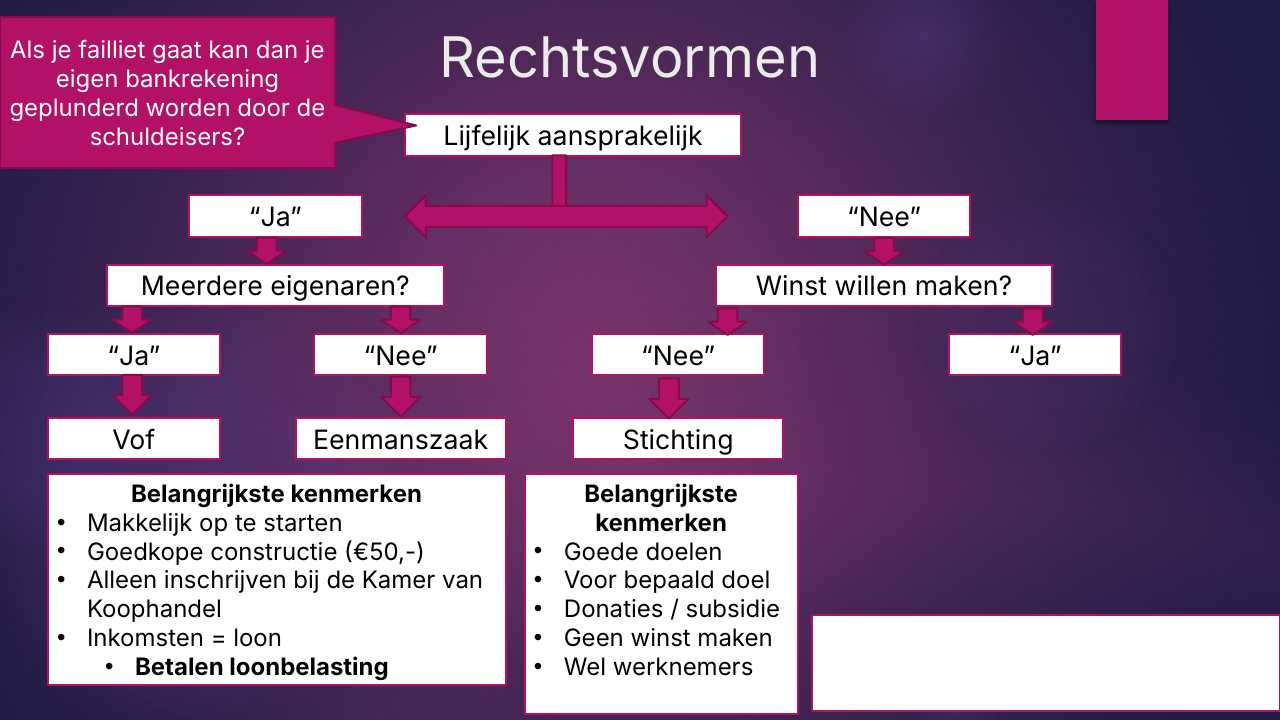 Als je failliet gaat kan dan je
eigen bankrekening
geplunderd worden door de
schuldeisers?
Rechtsvormen
Lijfelijk aansprakelijk
“Ja”
“Nee”
Meerdere eigenaren?
Winst willen maken?
“Ja”
“Nee”
“Nee”
“Ja”
Vof
Eenmanszaak
Stichting
Belangrijkste kenmerken
• Makkelijk op te starten
• Goedkope constructie (€50,-)
• Alleen inschrijven bij de Kamer van
Koophandel
• Inkomsten = loon
• Betalen loonbelasting
Belangrijkste
kenmerken
• Goede doelen
• Voor bepaald doel
• Donaties / subsidie
• Geen winst maken
• Wel werknemers